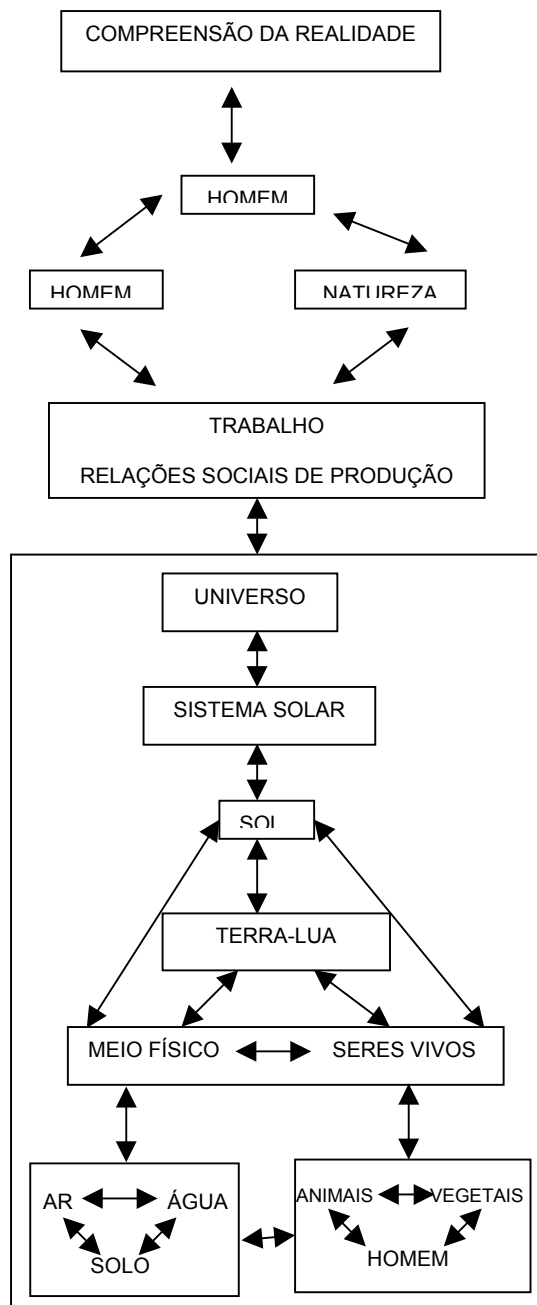 COMPREENSÃO DA REALIDADE
HOMEM
HOMEM
NATUREZA
TRABALHO
RELAÇÕES SOCIAIS DE PRODUÇÃO
UNIVERSO
SISTEMA SOLAR
SOL
TERRA-LUA
MEIO FÍSICO SERES VIVOS
AR ÁGUA
SOLO
ANIMAIS VEGETAIS
HOMEM